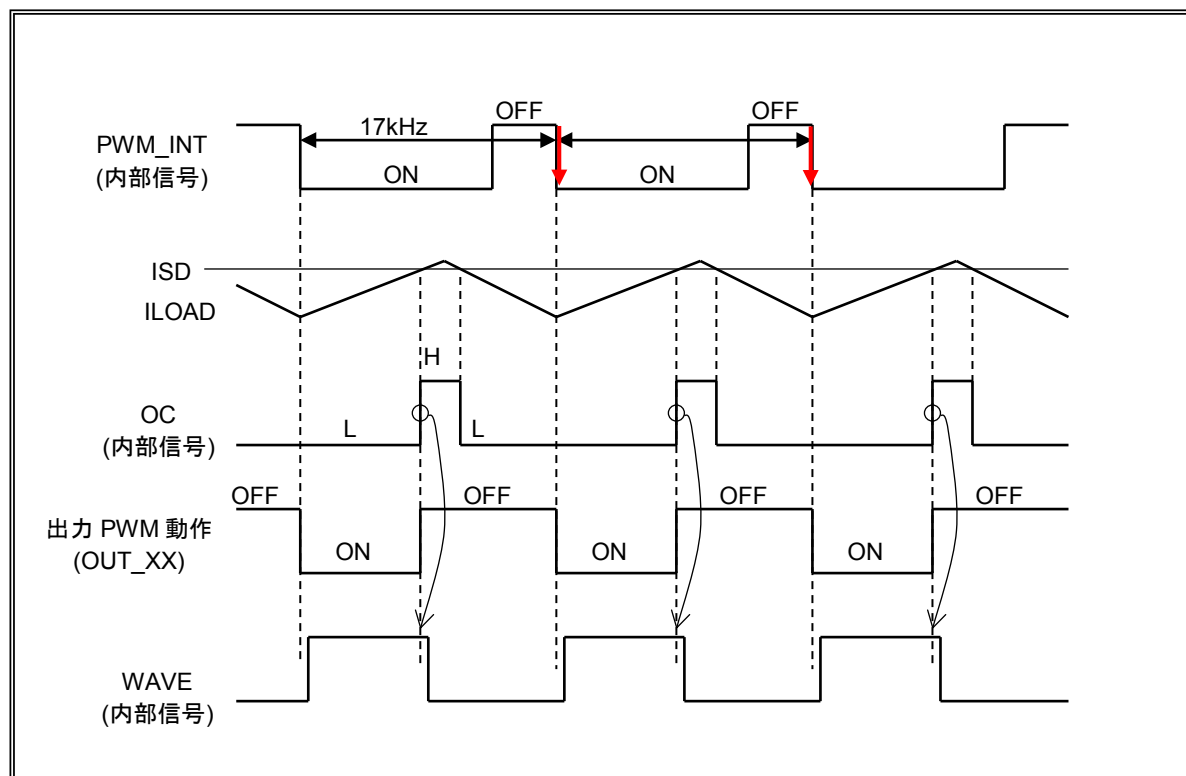 OFF OFF
17kHz
PWM_INT
(内部信号)
ON ON
ISD
ILOAD
H
OC
(内部信号)
L L
OFF OFF OFF OFF
出力 PWM 動作
(OUT_XX)
ON ON ON
WAVE
(内部信号)